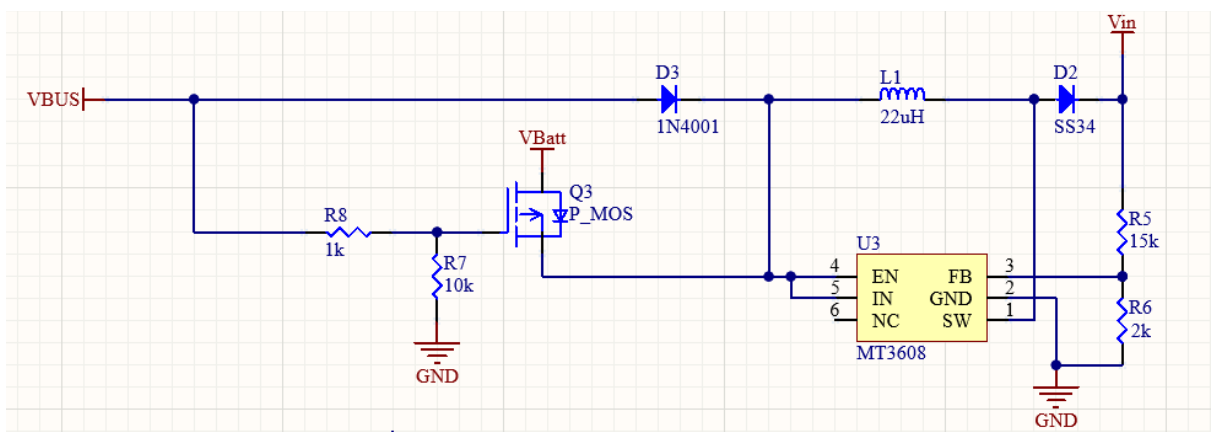 Vin
D3
L1
D2
VBUS
1N4001
22uH
SS34
VBatt
Q3
P_MOS
R8
1k
R5
15k
U3
R7
10k
4 EN FB 3
5 IN GND 2
6 NC SW 1
R6
2k
MT3608
GND
GND